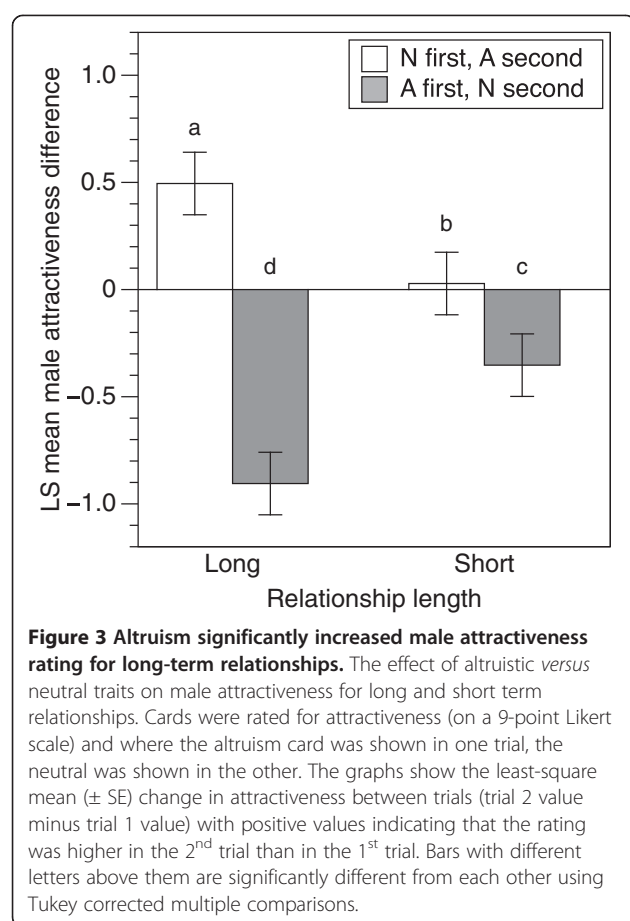 N first, A second
A first, N second
LS mean male attractiveness difference
1.0
0.5
0
−0.5
−1.0
a
d
b
c
Long Short
Relationship length
Figure 3 Altruism significantly increased male attractiveness
rating for long-term relationships. The effect of altruistic versus
neutral traits on male attractiveness for long and short term
relationships. Cards were rated for attractiveness (on a 9-point Likert
scale) and where the altruism card was shown in one trial, the
neutral was shown in the other. The graphs show the least-square
mean (± SE) change in attractiveness between trials (trial 2 value
minus trial 1 value) with positive values indicating that the rating
was higher in the 2nd trial than in the 1st trial. Bars with different
letters above them are significantly different from each other using
Tukey corrected multiple comparisons.